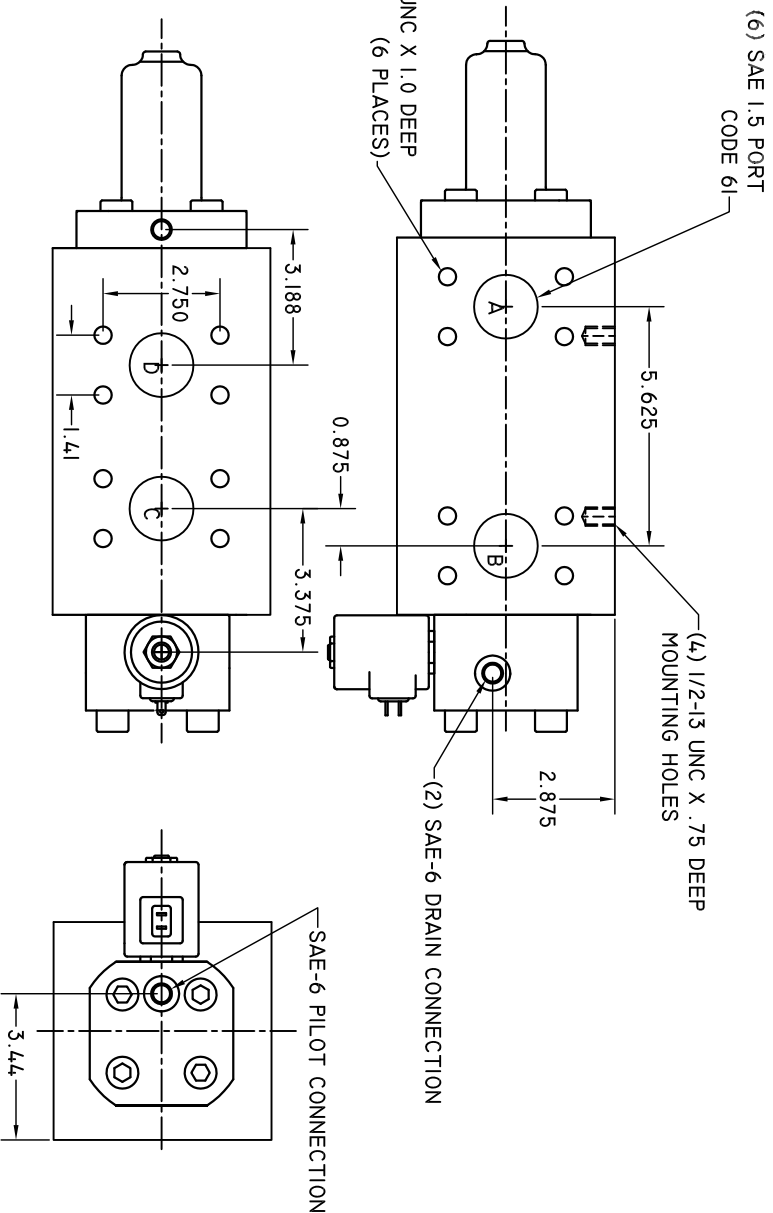 (6) SAE 1.5 PORT
CODE 61
UNC X 1.0 DEEP
(6 PLACES)
A
B
5.625
(4) 1/2-13 UNC X .75 DEEP
MOUNTING HOLES
2.875
(2) SAE-6 DRAIN CONNECTION
0.875
3.375
3.188
2.750
1.41
D
C
SAE-6 PILOT CONNECTION
3.44